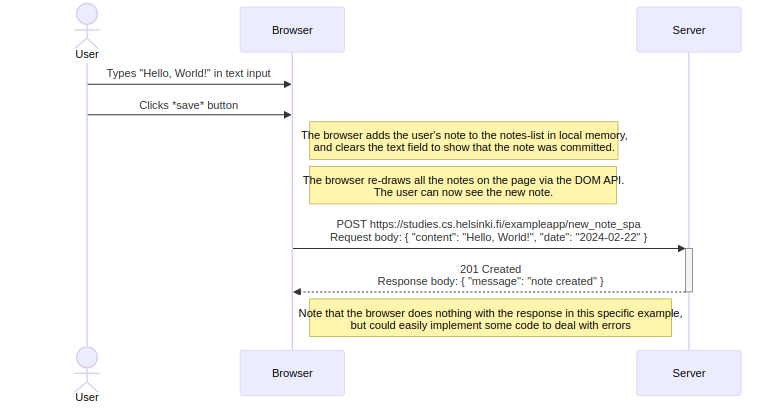 User
Browser
Server
Types "Hello, World!" in text input
Clicks *save* button
The browser adds the user's note to the notes-list in local memory,
and clears the text field to show that the note was committed.
The browser re-draws all the notes on the page via the DOM API.
The user can now see the new note.
POST https://studies.cs.helsinki.fi/exampleapp/new_note_spa
Request body: { "content": "Hello, World!", "date": "2024-02-22" }
201 Created
Response body: { "message": "note created" }
Note that the browser does nothing with the response in this specific example,
but could easily implement some code to deal with errors
User
Browser
Server